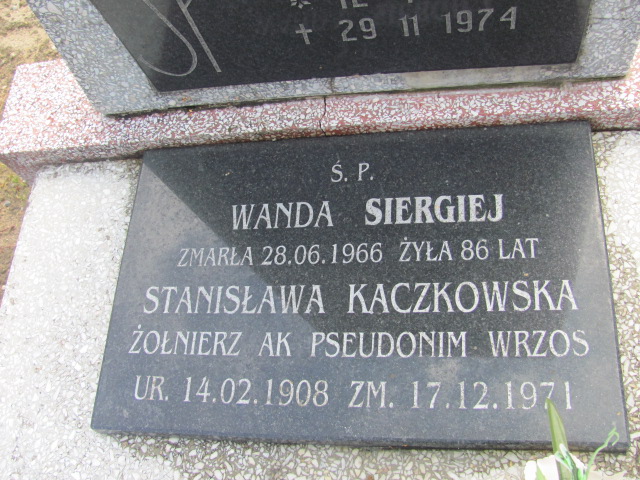 * 12
+ 29 11 1974
Ś. P.
WANDA SIERGIEJ
ZMARŁA 28.06.1966 ŻYŁA 86 LAT
STANISŁAWA KACZKOWSKA
ŻOŁNIERZ AK PSEUDONIM WRZOS
UR. 14.02.1908 ZM. 17.12.1971